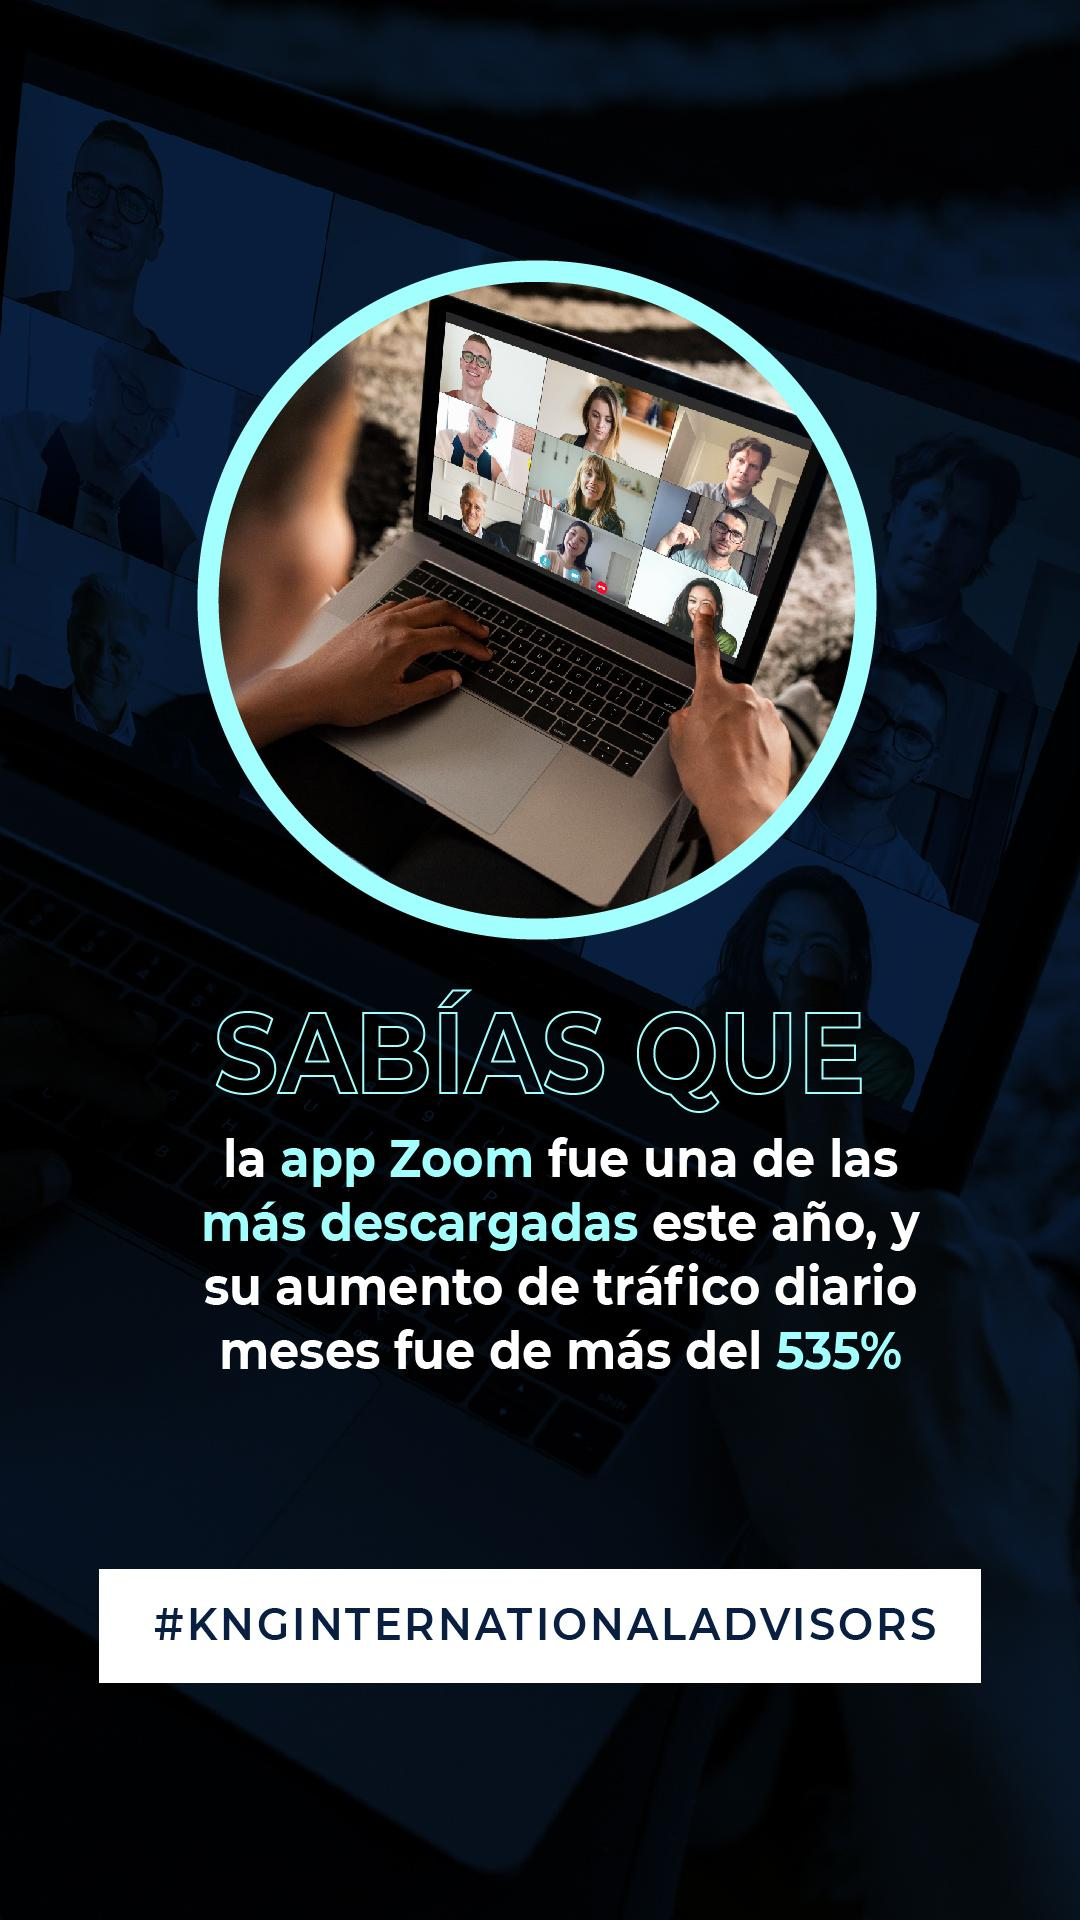 SABÍAS QUE
la app Zoom fue una de las
más descargadas este año, y
su aumento de tráfico diario
meses fue de más del 535%
#KNGINTERNATIONALADVISORS